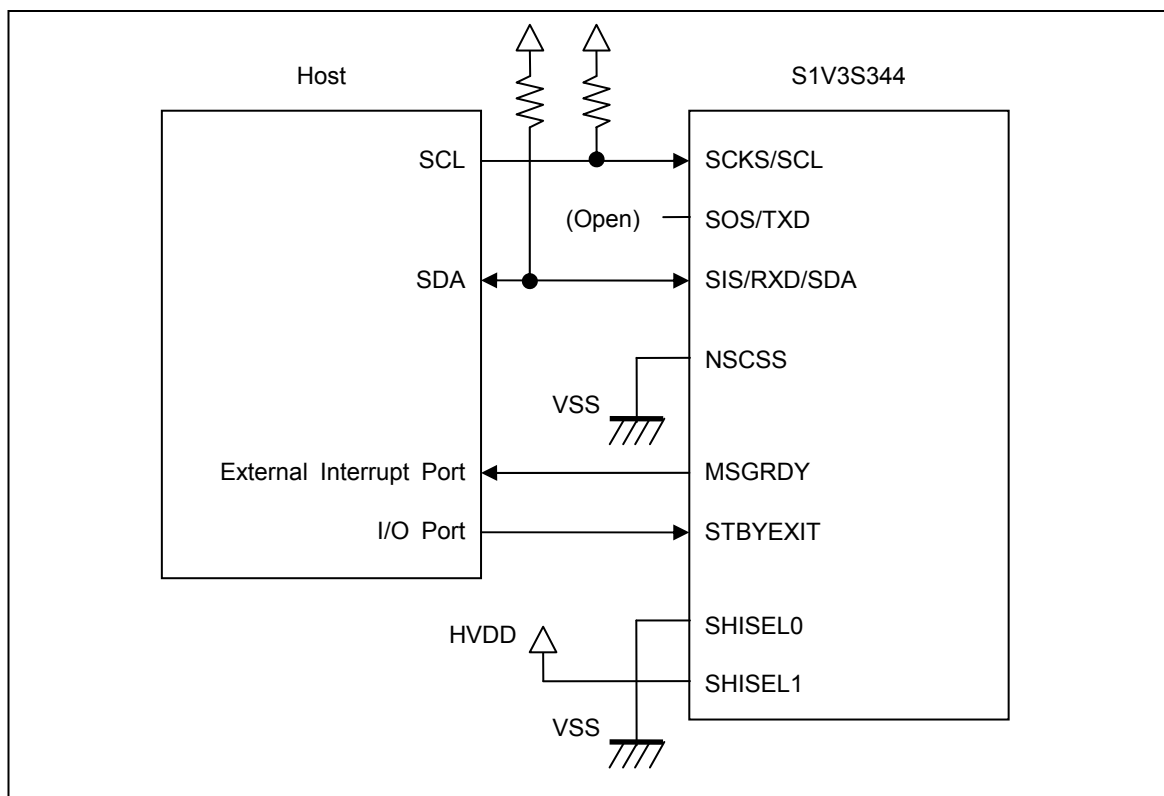 Host
S1V3S344
SCL
SCKS/SCL
(Open)
SOS/TXD
SDA
SIS/RXD/SDA
NSCSS
VSS
External Interrupt Port
MSGRDY
I/O Port
STBYEXIT
SHISEL0
HVDD
SHISEL1
VSS